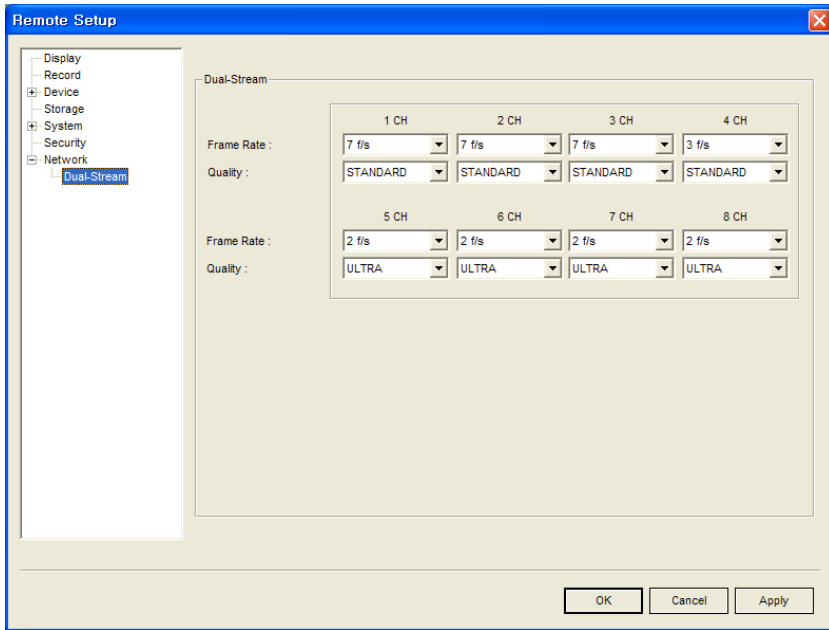 Remote Setup
Display
Record
Device
Storage
System
Security
Network
Dual-Stream
Dual-Stream
1 CH 2 CH 3 CH 4 CH
Frame Rate : 7 f/s 7 f/s 7 f/s 3 f/s
Quality : STANDARD STANDARD STANDARD STANDARD
5 CH 6 CH 7 CH 8 CH
Frame Rate : 2 f/s 2 f/s 2 f/s 2 f/s
Quality : ULTRA ULTRA ULTRA ULTRA
OK Cancel Apply